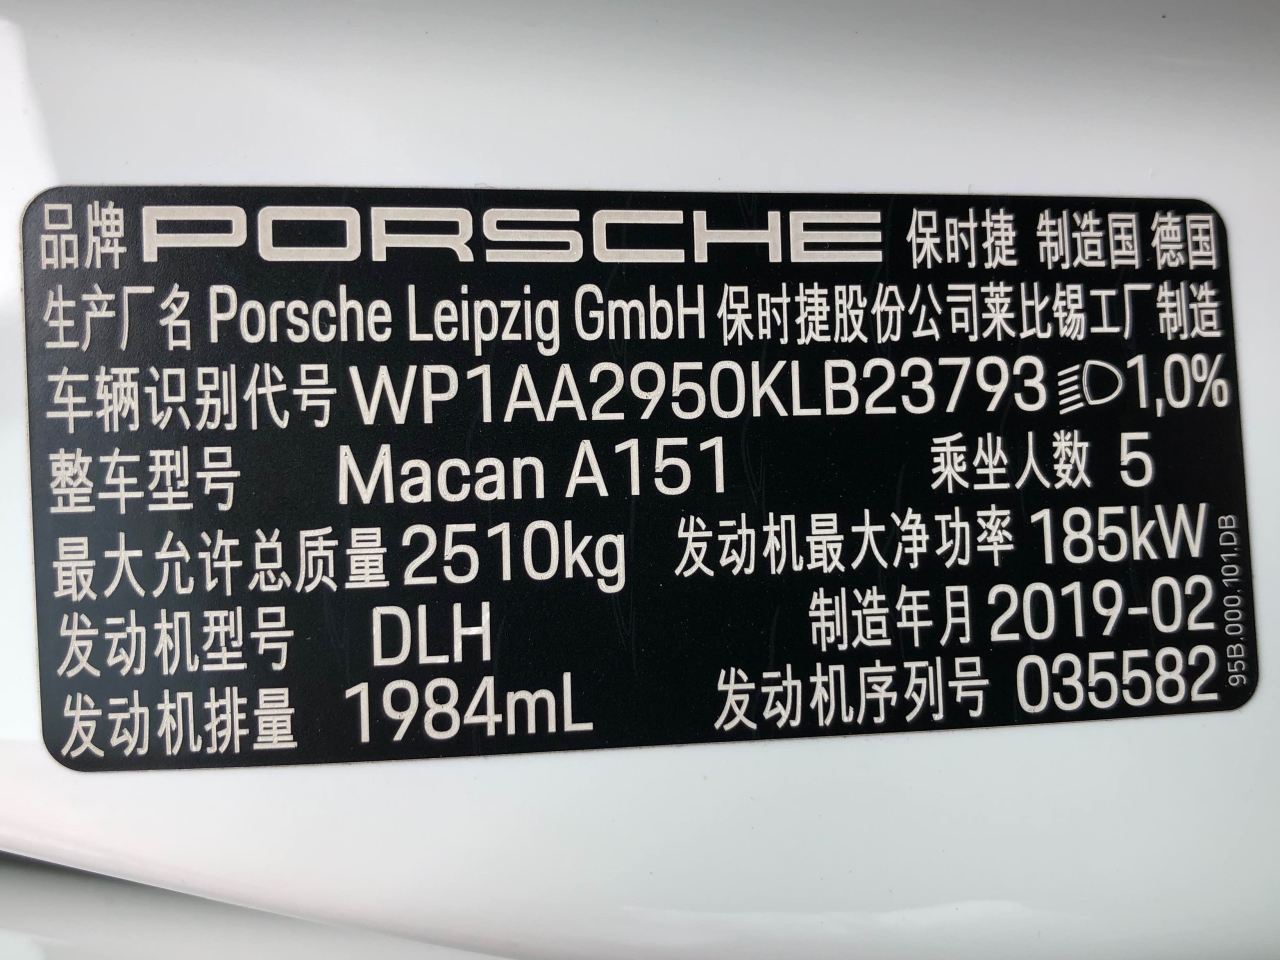 品牌 PORSCHE 保时捷 制造国 德国
生产厂名 Porsche Leipzig GmbH 保时捷股份公司莱比锡工厂制造
车辆识别代号 WP1AA2950KLB23793 1,0%
整车型号 Macan A151 乘坐人数 5
最大允许总质量 2510kg 发动机最大净功率 185kW
发动机型号 DLH 制造年月 2019-02
发动机排量 1984mL 发动机序列号 035582
95B.000.101.DB